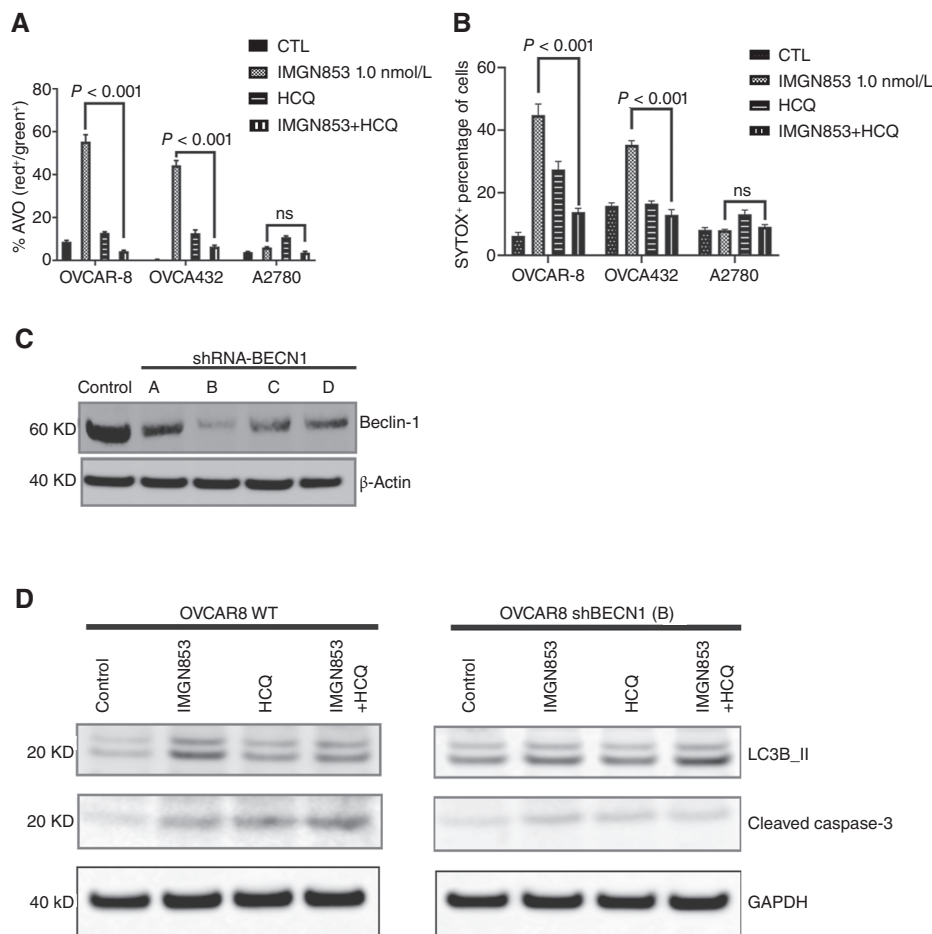 A
CTL
IMGN853 1.0 nmol/L
HCQ
IMGN853+HCQ
P < 0.001
P < 0.001
ns
% AVO (red⁺/green⁺)
80
60
40
20
0
OVCAR-8 OVCA432 A2780
B
CTL
IMGN853 1.0 nmol/L
HCQ
IMGN853+HCQ
P < 0.001
P < 0.001
ns
SYTOX⁺ percentage of cells
60
40
20
0
OVCAR-8 OVCA432 A2780
C
shRNA-BECN1
Control A B C D
60 KD Beclin-1
40 KD β-Actin
D
OVCAR8 WT
Control
IMGN853
HCQ
IMGN853
+HCQ
OVCAR8 shBECN1 (B)
Control
IMGN853
HCQ
IMGN853
+HCQ
20 KD LC3B_II
20 KD Cleaved caspase-3
40 kD GAPDH